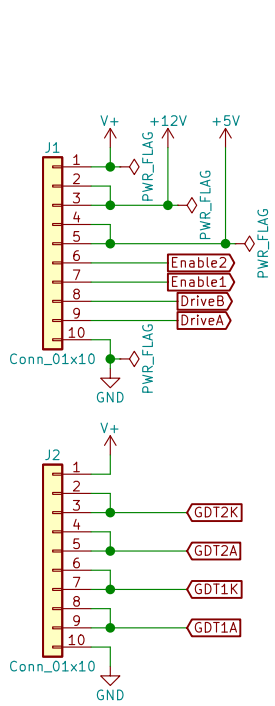 V+
+12V
+5V
J1
PWR_FLAG
PWR_FLAG
PWR_FLAG
1
2
3
4
5
6
Enable2
7
Enable1
8
DriveB
9
DriveA
10
Conn_01x10
PWR_FLAG
GND
V+
J2
1
2
3
GDT2K
4
5
GDT2A
6
7
GDT1K
8
9
GDT1A
10
Conn_01x10
GND